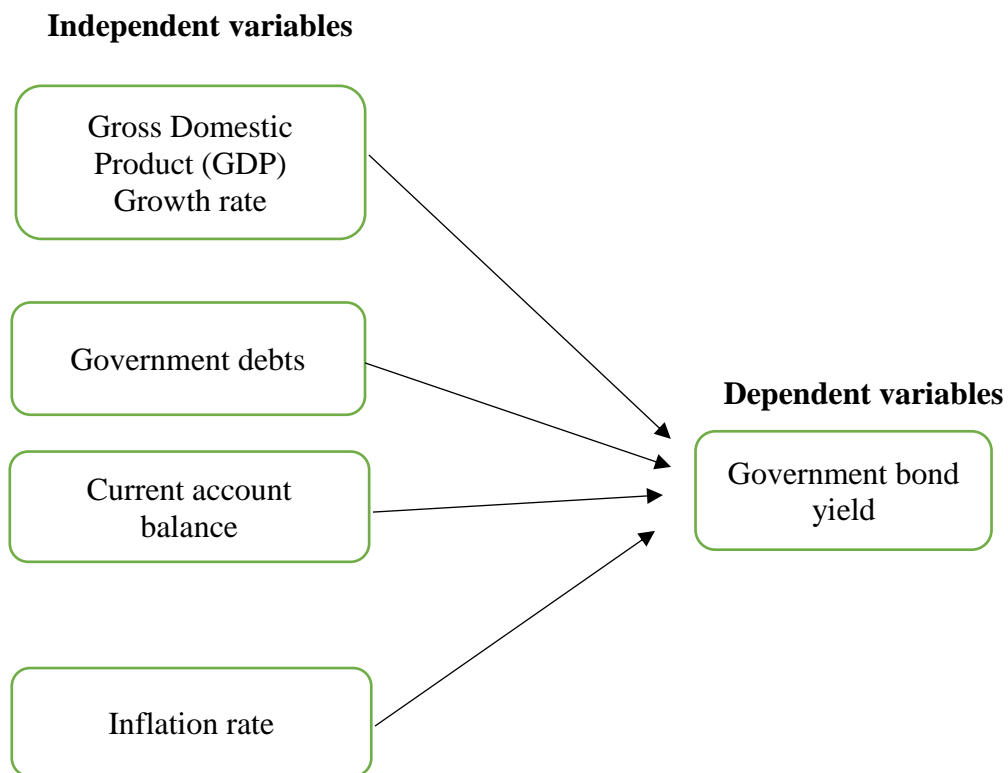 Independent variables
Gross Domestic
Product (GDP)
Growth rate
Government debts
Dependent variables
Government bond
yield
Current account
balance
Inflation rate